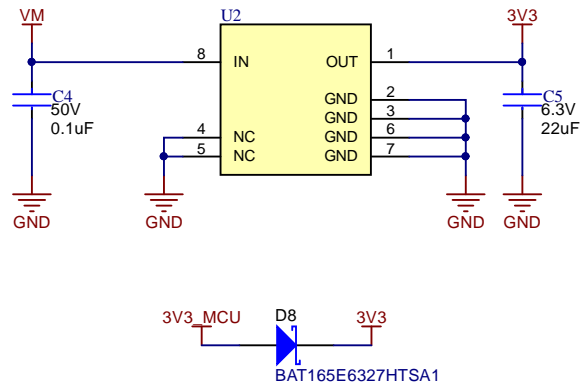 VM
U2
3V3
8
IN
OUT
1
C4
50V
0.1uF
GND
2
GND
3
4
NC
GND
6
5
NC
GND
7
C5
6.3V
22uF
GND
GND
GND
GND
3V3_MCU
D8
3V3
BAT165E6327HTSA1